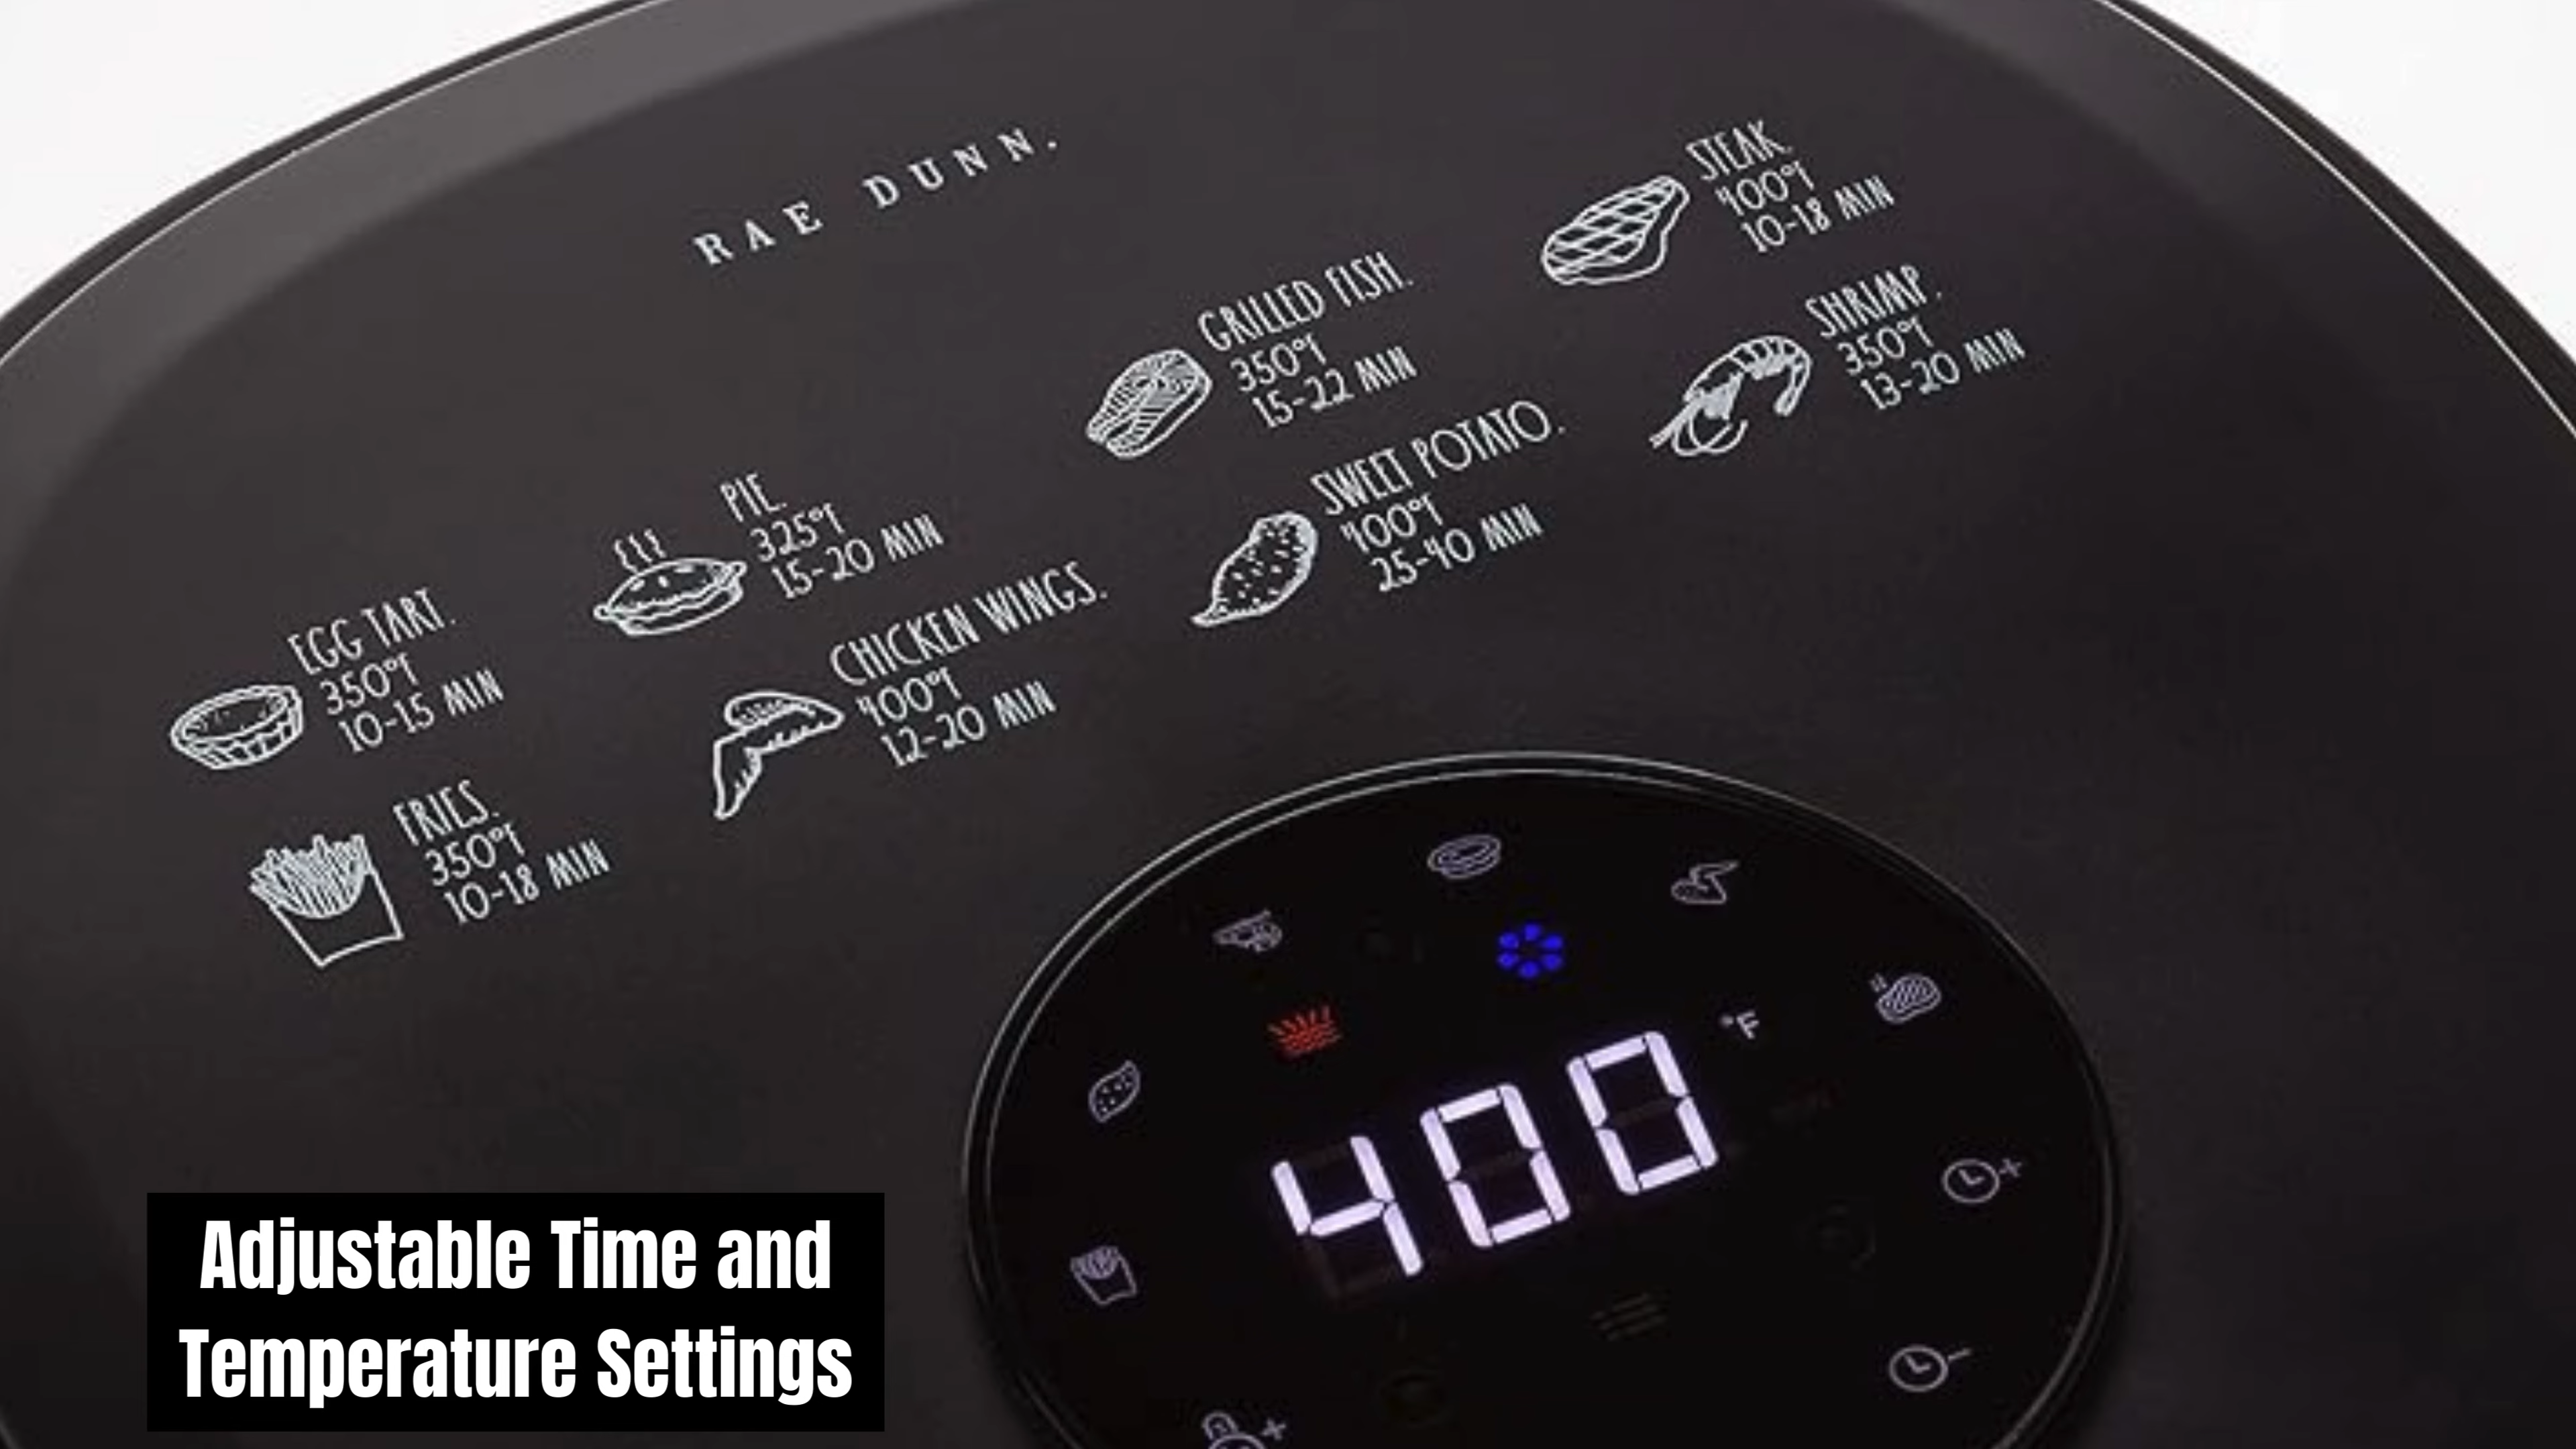 RAE DUNN.
STEAK.
400°F
10-18 MIN
GRILLED FISH.
350°F
15-22 MIN
SHRIMP.
350°F
13-20 MIN
PIE.
325°F
15-20 MIN
SWEET POTATO.
400°F
25-40 MIN
EGG TART.
350°F
10-15 MIN
CHICKEN WINGS.
400°F
12-20 MIN
FRIES.
350°F
10-18 MIN
400 °F
+
-
+
Adjustable Time and
Temperature Settings